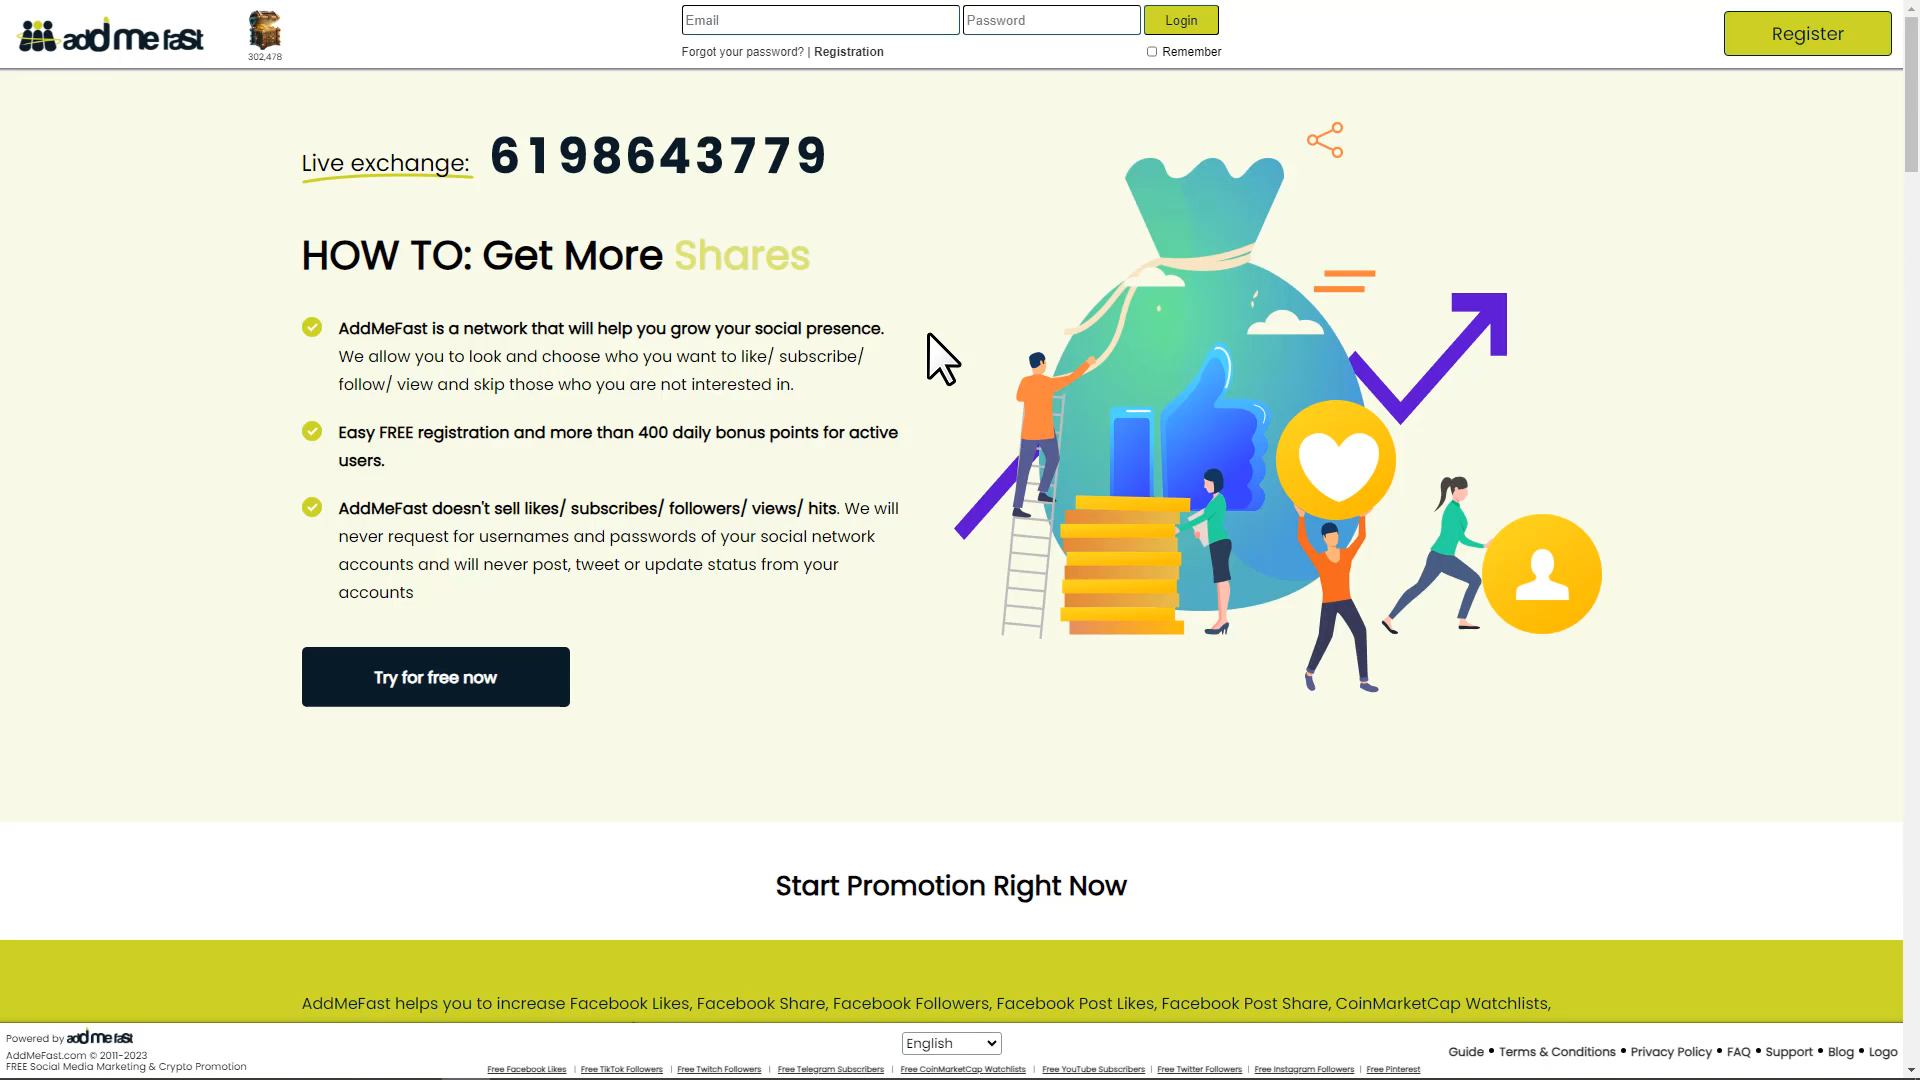 add me fast
302,478
Email
Password
Login
Forgot your password? | Registration
Remember
Register
Live exchange: 6198643779
HOW TO: Get More Shares
AddMeFast is a network that will help you grow your social presence.
We allow you to look and choose who you want to like/ subscribe/
follow/ view and skip those who you are not interested in.
Easy FREE registration and more than 400 daily bonus points for active
users.
AddMeFast doesn't sell likes/ subscribes/ followers/ views/ hits. We will
never request for usernames and passwords of your social network
accounts and will never post, tweet or update status from your
accounts
Try for free now
Start Promotion Right Now
AddMeFast helps you to increase Facebook Likes, Facebook Share, Facebook Followers, Facebook Post Likes, Facebook Post Share, CoinMarketCap Watchlists,
Powered by add me fast
AddMeFast.com © 2011-2023
FREE Social Media Marketing & Crypto Promotion
English
Free Facebook Likes | Free TikTok Followers | Free Twitch Followers | Free Telegram Subscribers | Free CoinMarketCap Watchlists | Free YouTube Subscribers | Free Twitter Followers | Free Instagram Followers | Free Pinterest
Guide • Terms & Conditions • Privacy Policy • FAQ • Support • Blog • Logo